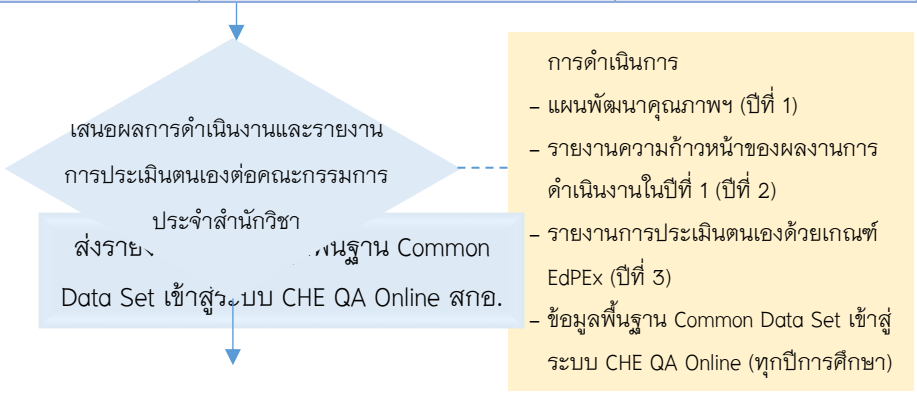 เสนอผลการดำเนินงานและรายงาน
การประเมินตนเองต่อคณะกรรมการ
ประจำสำนักวิชา
ส่งราย พื้นฐาน Common
Data Set เข้าสู่ระบบ CHE QA Online สกอ.
การดำเนินการ
- แผนพัฒนาคุณภาพฯ (ปีที่ 1)
- รายงานความก้าวหน้าของผลงานการ
ดำเนินงานในปีที่ 1 (ปีที่ 2)
- รายงานการประเมินตนเองด้วยเกณฑ์
EdPEx (ปีที่ 3)
- ข้อมูลพื้นฐาน Common Data Set เข้าสู่
ระบบ CHE QA Online (ทุกปีการศึกษา)